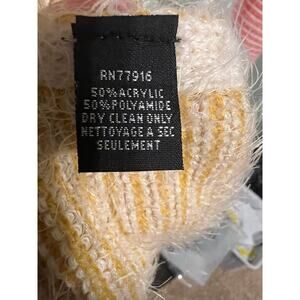 RN77916
50%ACRYLIC
50%POLYAMIDE
DRY CLEAN ONLY
NETTOYAGE A SEC
SEULEMENT